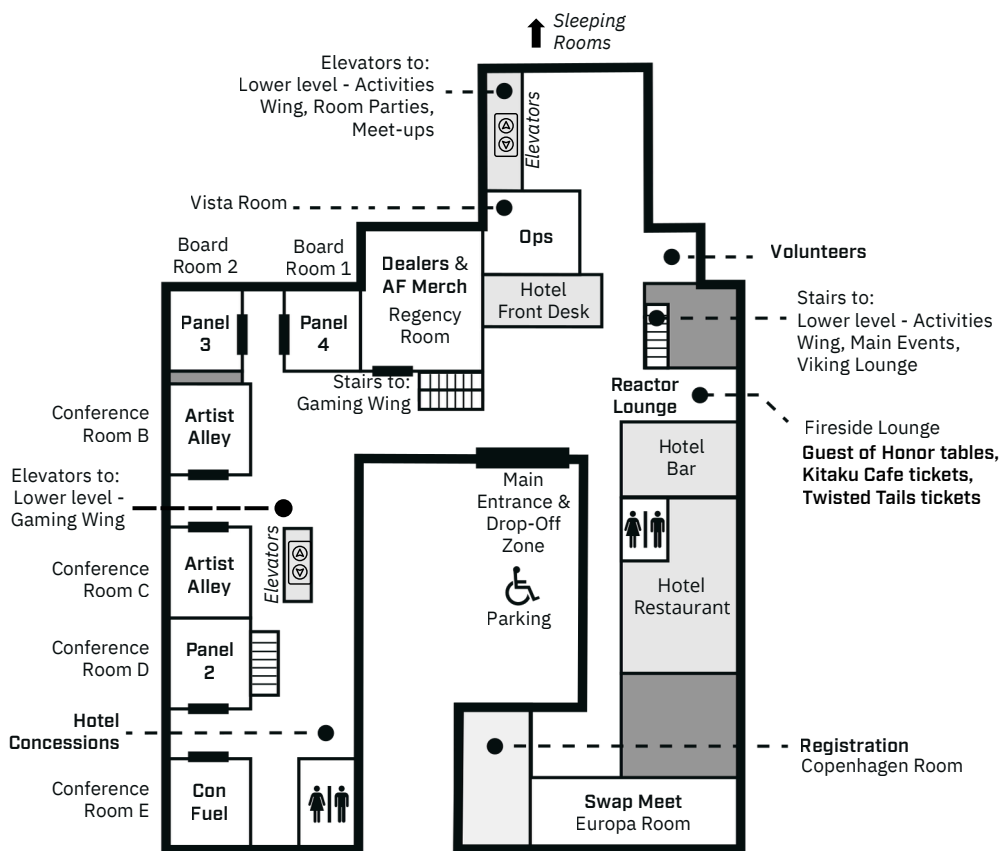 Sleeping
Rooms
Elevators to:
Lower level - Activities
Wing, Room Parties,
Meet-ups
Elevators
Vista Room
Ops
Board
Room 2
Board
Room 1
Dealers &
AF Merch
Regency
Room
Hotel
Front Desk
Volunteers
Panel
3
Panel
4
Stairs to:
Lower level - Activities
Wing, Main Events,
Viking Lounge
Stairs to:
Gaming Wing
Reactor
Lounge
Conference
Room B
Artist
Alley
Fireside Lounge
Guest of Honor tables,
Kitaku Cafe tickets,
Twisted Tails tickets
Hotel
Bar
Elevators to:
Lower level -
Gaming Wing
Main
Entrance &
Drop-Off
Zone
Parking
Elevators
Conference
Room C
Artist
Alley
Hotel
Restaurant
Conference
Room D
Panel
2
Hotel
Concessions
Registration
Copenhagen Room
Conference
Room E
Con
Fuel
Swap Meet
Europa Room